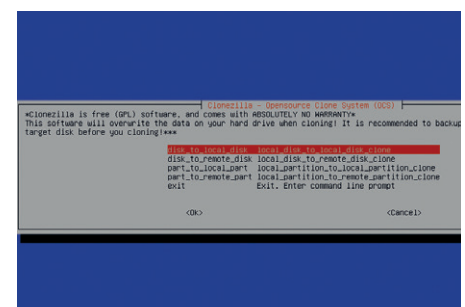 Clonezilla - Opensource Clone System (OCS)
*Clonezilla is free (GPL) software, and comes with ABSOLUTELY NO WARRANTY*
This software will overwrite the data on your hard drive when cloning! It is recommended to backup
target disk before you cloning!***
disk_to_local_disk local_disk_to_local_disk_clone
disk_to_remote_disk local_disk_to_remote_disk_clone
part_to_local_part local_partition_to_local_partition_clone
part_to_remote_part local_partition_to_remote_partition_clone
exit Exit. Enter command line prompt
<Ok> <Cancel>